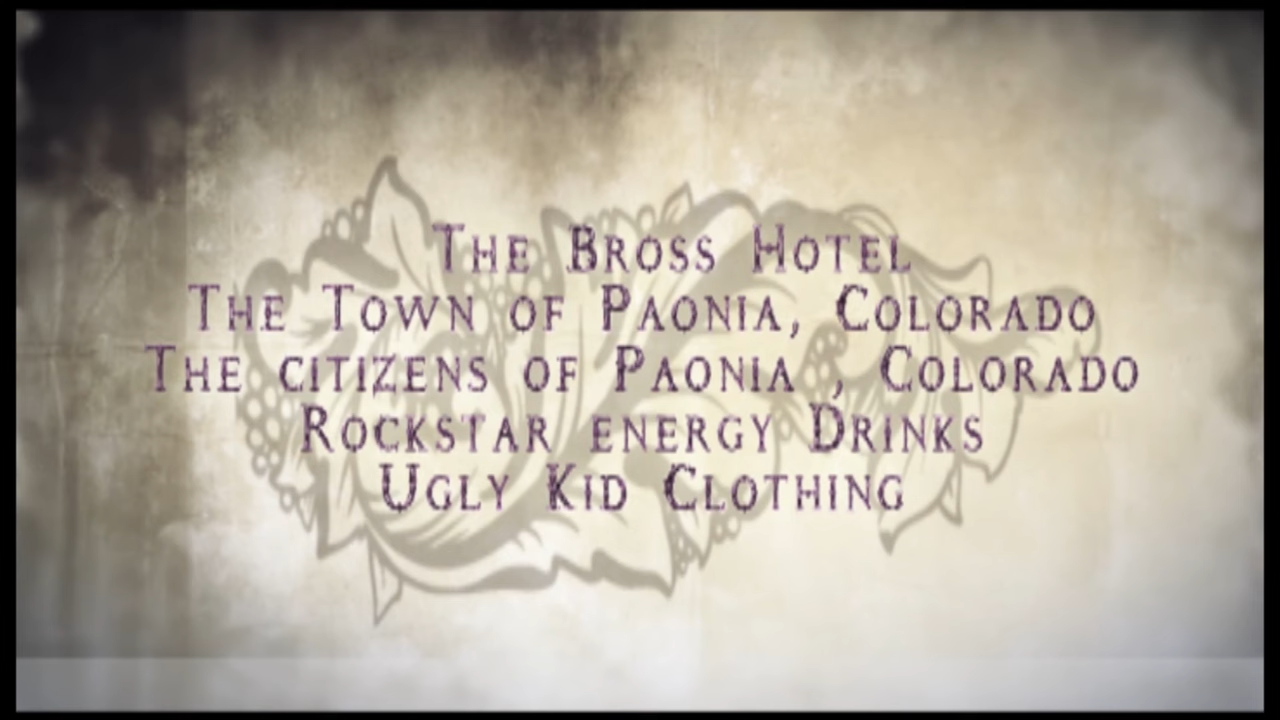 The Bross Hotel
The Town of Paonia, Colorado
The citizens of Paonia , Colorado
Rockstar energy Drinks
Ugly Kid Clothing